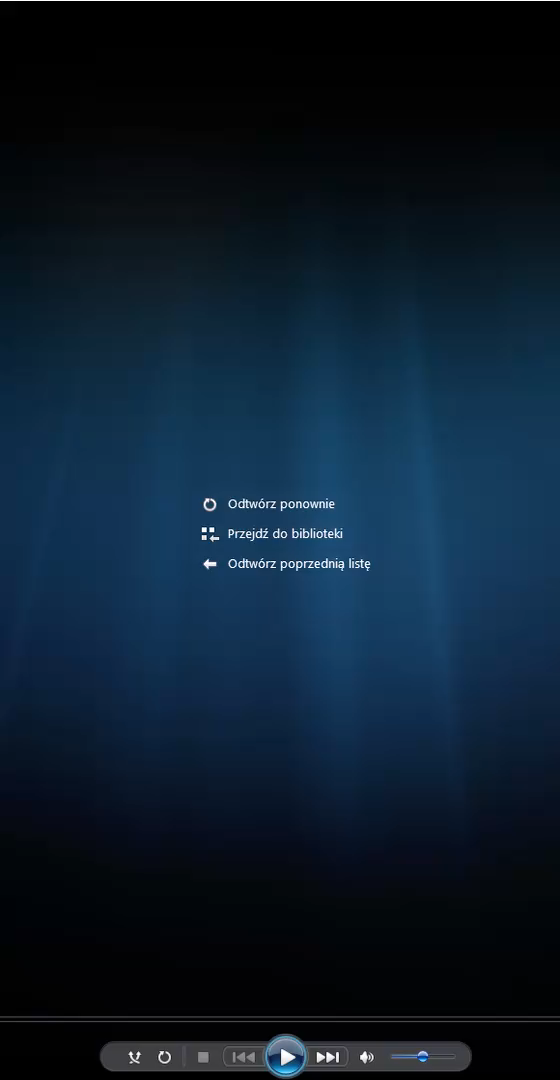 Odtwórz ponownie
Przejdź do biblioteki
Odtwórz poprzednią listę